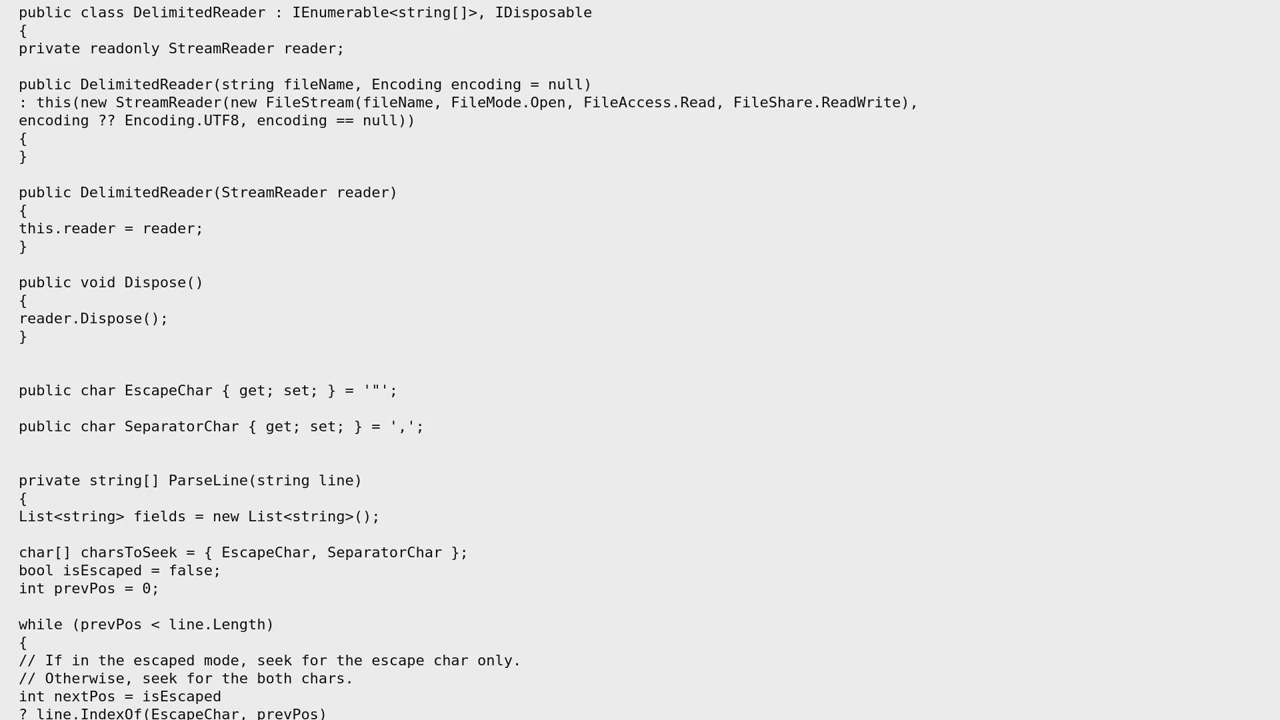 public class DelimitedReader : IEnumerable<string[]>, IDisposable
{
private readonly StreamReader reader;
public DelimitedReader(string fileName, Encoding encoding = null)
: this(new StreamReader(new FileStream(fileName, FileMode.Open, FileAccess.Read, FileShare.ReadWrite),
encoding ?? Encoding.UTF8, encoding == null))
{
}
public DelimitedReader(StreamReader reader)
{
this.reader = reader;
}
public void Dispose()
{
reader.Dispose();
}
public char EscapeChar { get; set; } = '"';
public char SeparatorChar { get; set; } = ',';
private string[] ParseLine(string line)
{
List<string> fields = new List<string>();
char[] charsToSeek = { EscapeChar, SeparatorChar };
bool isEscaped = false;
int prevPos = 0;
while (prevPos < line.Length)
{
// If in the escaped mode, seek for the escape char only.
// Otherwise, seek for the both chars.
int nextPos = isEscaped
? line.IndexOf(EscapeChar, prevPos)